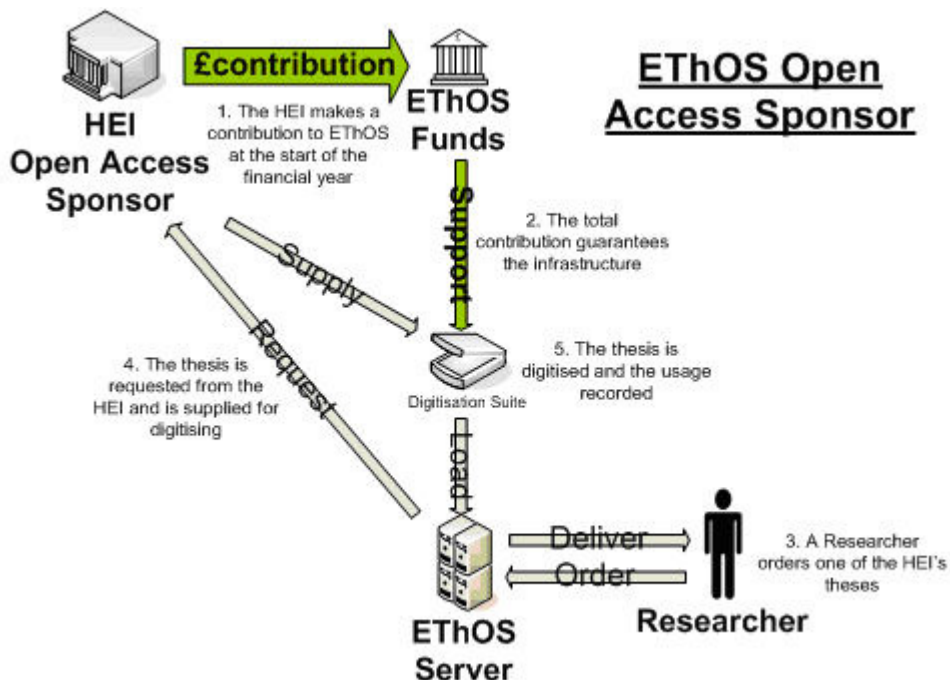 EThOS Open
Access Sponsor
£contribution
HEI
Open Access
Sponsor
1. The HEI makes a
contribution to EThOS
at the start of the
financial year
EThOS
Funds
Support
2. The total
contribution guarantees
the infrastructure
Supply
Request
4. The thesis is
requested from the
HEI and is supplied for
digitising
Digitisation Suite
5. The thesis is
digitised and the usage
recorded
Load
Deliver
Order
3. A Researcher
orders one of the HEI's
theses
Researcher
EThOS
Server